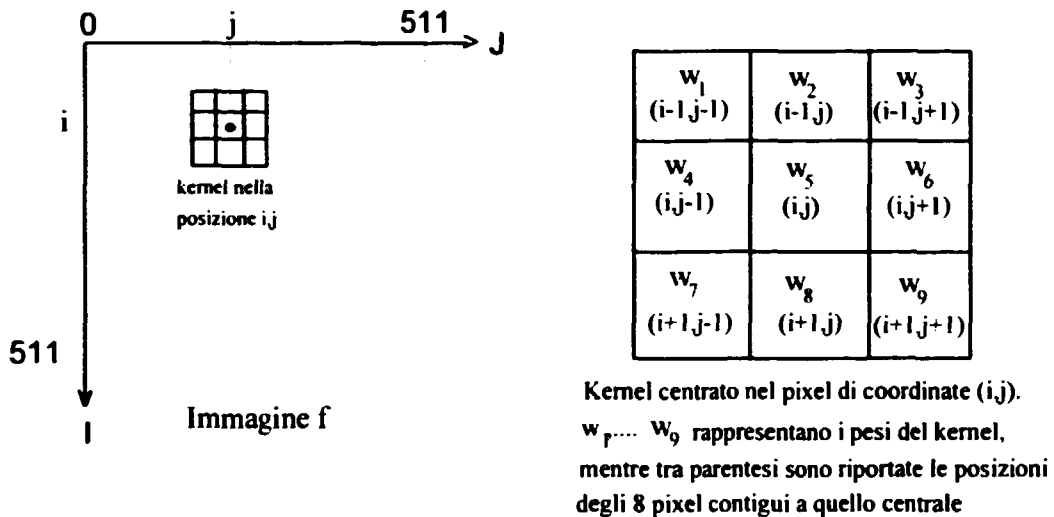 0 j 511 J
i
kernel nella
posizione i,j
511
I
Immagine f
w1 w2 w3
(i-1,j-1) (i-1,j) (i-1,j+1)
w4 w5 w6
(i,j-1) (i,j) (i,j+1)
w7 w8 w9
(i+1,j-1) (i+1,j) (i+1,j+1)
Kernel centrato nel pixel di coordinate (i,j).
w1.... w9 rappresentano i pesi del kernel,
mentre tra parentesi sono riportate le posizioni
degli 8 pixel contigui a quello centrale